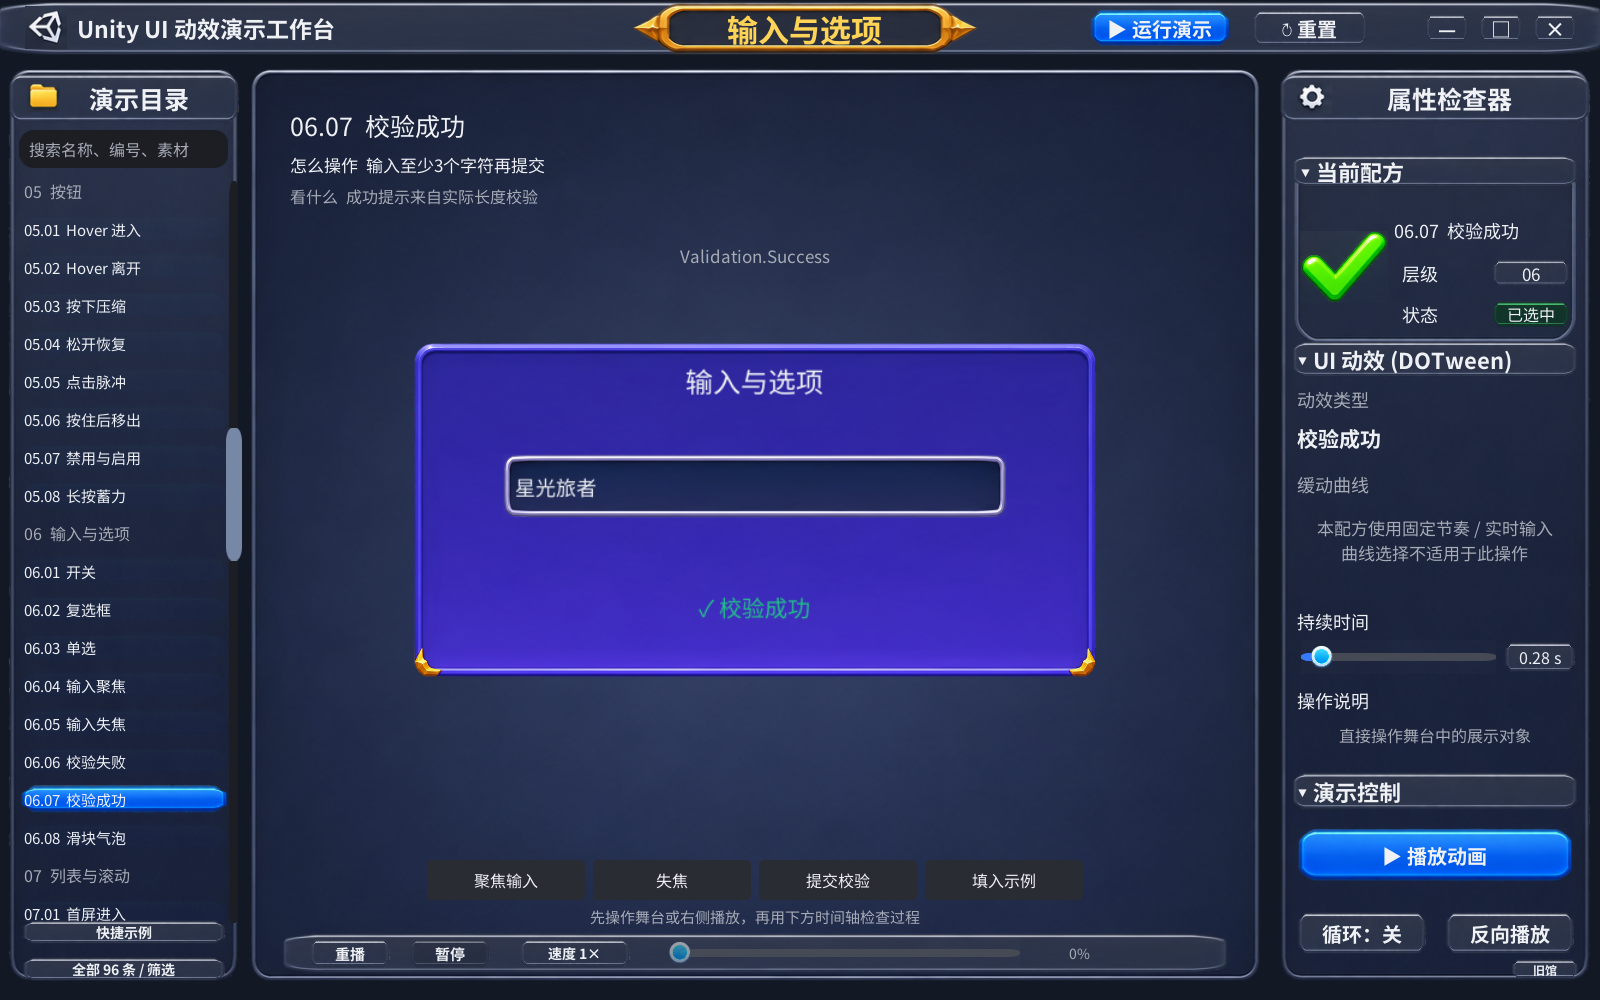 Unity UI 动效演示工作台
输入与选项
▶ 运行演示
↻ 重置
演示目录
搜索名称、编号、素材
05 按钮
05.01 Hover 进入
05.02 Hover 离开
05.03 按下压缩
05.04 松开恢复
05.05 点击脉冲
05.06 按住后移出
05.07 禁用与启用
05.08 长按蓄力
06 输入与选项
06.01 开关
06.02 复选框
06.03 单选
06.04 输入聚焦
06.05 输入失焦
06.06 校验失败
06.07 校验成功
06.08 滑块气泡
07 列表与滚动
07.01 首屏进入
快捷示例
全部 96 条 / 筛选
06.07 校验成功
怎么操作 输入至少3个字符再提交
看什么 成功提示来自实际长度校验
Validation.Success
输入与选项
星光旅者
✓ 校验成功
聚焦输入
失焦
提交校验
填入示例
先操作舞台或右侧播放，再用下方时间轴检查过程
重播
暂停
速度 1×
0%
属性检查器
▼ 当前配方
06.07 校验成功
层级
06
状态
已选中
▼ UI 动效 (DOTween)
动效类型
校验成功
缓动曲线
本配方使用固定节奏 / 实时输入
曲线选择不适用于此操作
持续时间
0.28 s
操作说明
直接操作舞台中的展示对象
▼ 演示控制
▶ 播放动画
循环：关
反向播放
旧馆